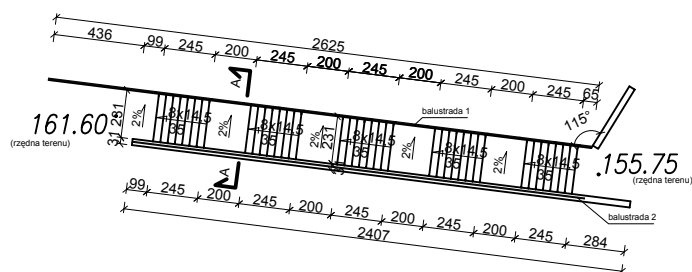 2625
436 99 245 200 245 200 245 200 245 200 245 65
A
balustrada 1
115°
161.60
(rzędna terenu)
31 231
2% 8x14,5
35
2% 8x14,5
35
2% 231 8x14,5
35
2% 8x14,5
35
2% 8x14,5
35
155.75
(rzędna terenu)
A
balustrada 2
99 245 200 245 200 245 200 245 200 245 284
2407